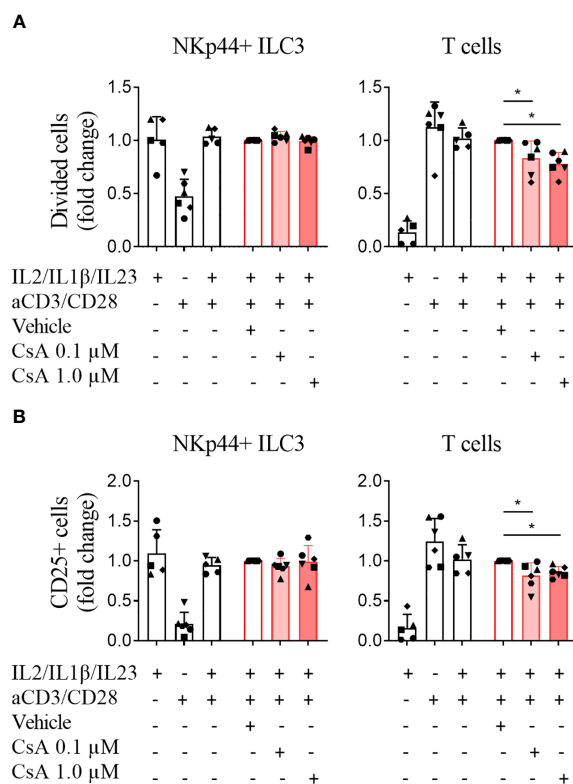 A
NKp44+ ILC3 T cells
Divided cells
(fold change)
1.5 1.5
1.0 1.0
0.5 0.5
0.0 0.0
* 
*
IL2/IL1β/IL23 + - + + + + + - + + + +
aCD3/CD28 - + + + + + - + + + + +
Vehicle - - - + - - - - - + - -
CsA 0.1 µM - - - - + - - - - - + -
CsA 1.0 µM - - - - - + - - - - - +
B
NKp44+ ILC3 T cells
CD25+ cells
(fold change)
2.0 2.0
1.5 1.5
1.0 1.0
0.5 0.5
0.0 0.0
*
*
IL2/IL1β/IL23 + - + + + + + - + + + +
aCD3/CD28 - + + + + + - + + + + +
Vehicle - - - + - - - - - + - -
CsA 0.1 µM - - - - + - - - - - + -
CsA 1.0 µM - - - - - + - - - - - +